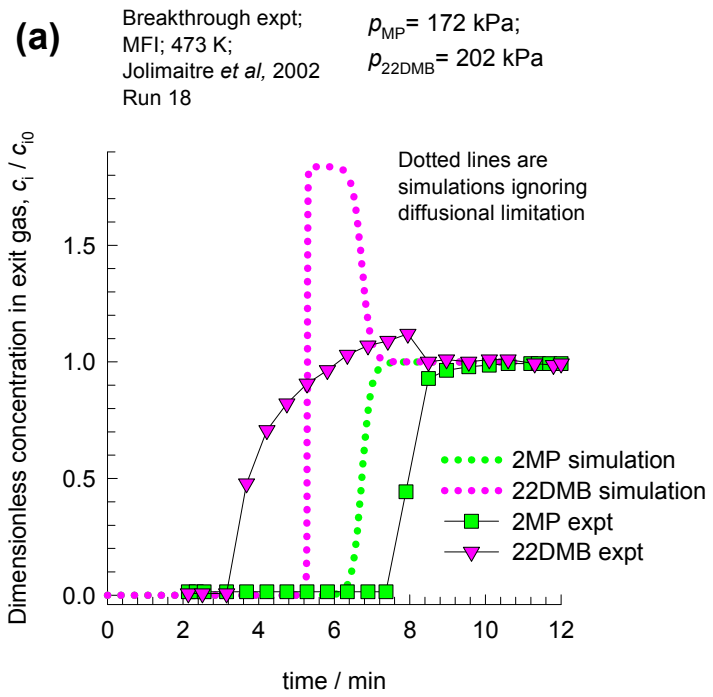 (a)
Breakthrough expt;
MFI; 473 K;
Jolimaitre et al, 2002
Run 18
pMP= 172 kPa;
p22DMB= 202 kPa
Dotted lines are
simulations ignoring
diffusional limitation
Dimensionless concentration in exit gas, ci / ci0
1.5
1.0
0.5
0.0
2MP simulation
22DMB simulation
2MP expt
22DMB expt
0 2 4 6 8 10 12
time / min